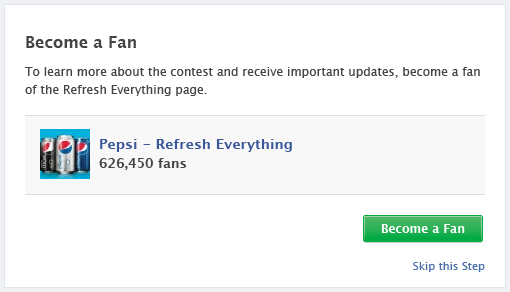 Become a Fan
To learn more about the contest and receive important updates, become a fan
of the Refresh Everything page.
Pepsi - Refresh Everything
626,450 fans
Become a Fan
Skip this Step